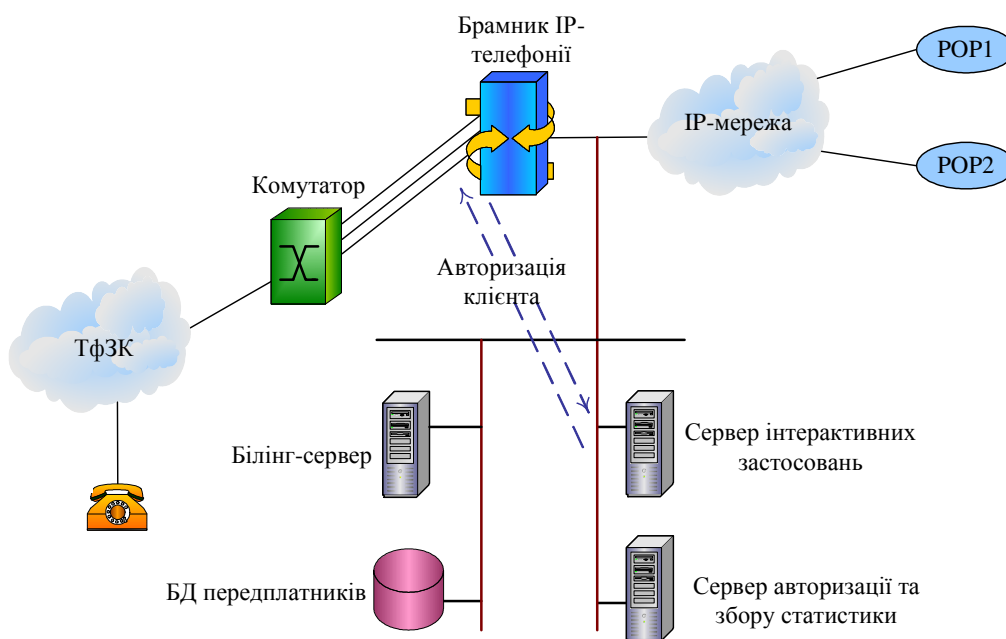 Брамник IP-
телефонії
POP1
IP-мережа
POP2
Комутатор
Авторизація
клієнта
ТфЗК
Білінг-сервер
Сервер інтерактивних
застосовань
БД передплатників
Сервер авторизації та
збору статистики